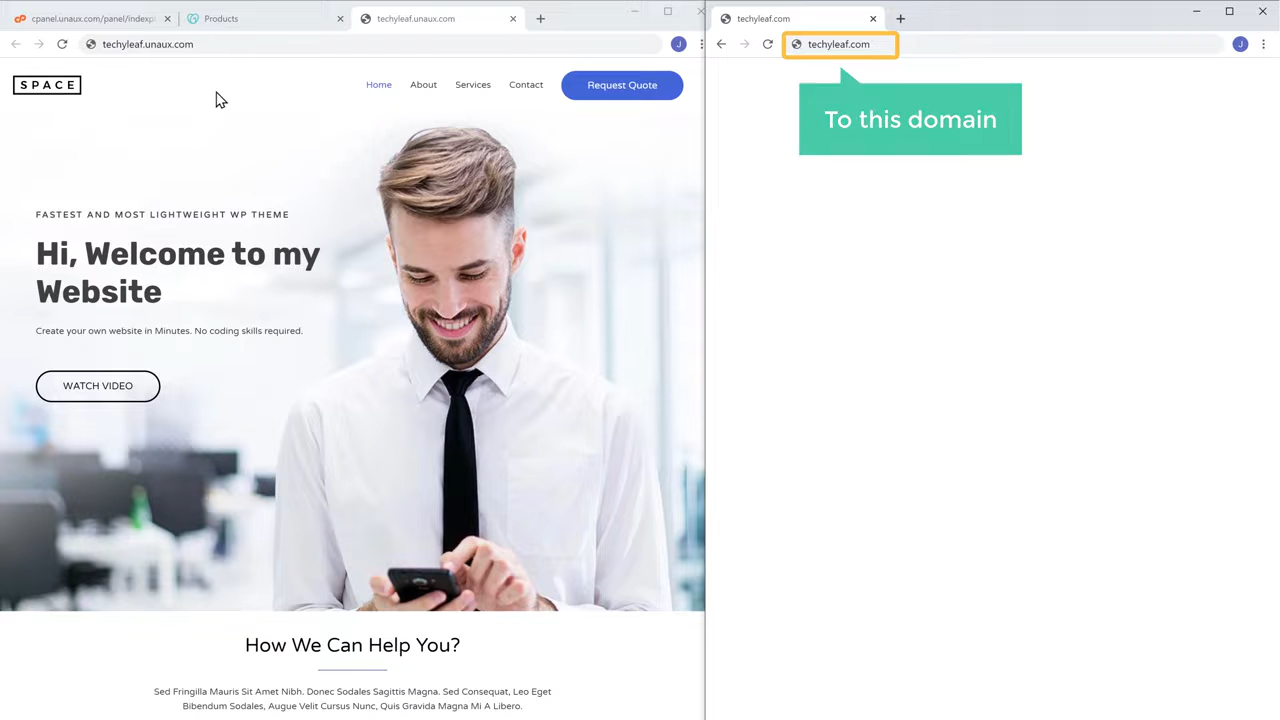 cpanel.unaux.com/panel/indexp
Products
techyleaf.unaux.com
techyleaf.unaux.com
J
SPACE
Home
About
Services
Contact
Request Quote
FASTEST AND MOST LIGHTWEIGHT WP THEME
Hi, Welcome to my
Website
Create your own website in Minutes. No coding skills required.
WATCH VIDEO
How We Can Help You?
Sed Fringilla Mauris Sit Amet Nibh. Donec Sodales Sagittis Magna. Sed Consequat, Leo Eget
Bibendum Sodales, Augue Velit Cursus Nunc, Quis Gravida Magna Mi A Libero.
techyleaf.com
techyleaf.com
J
To this domain